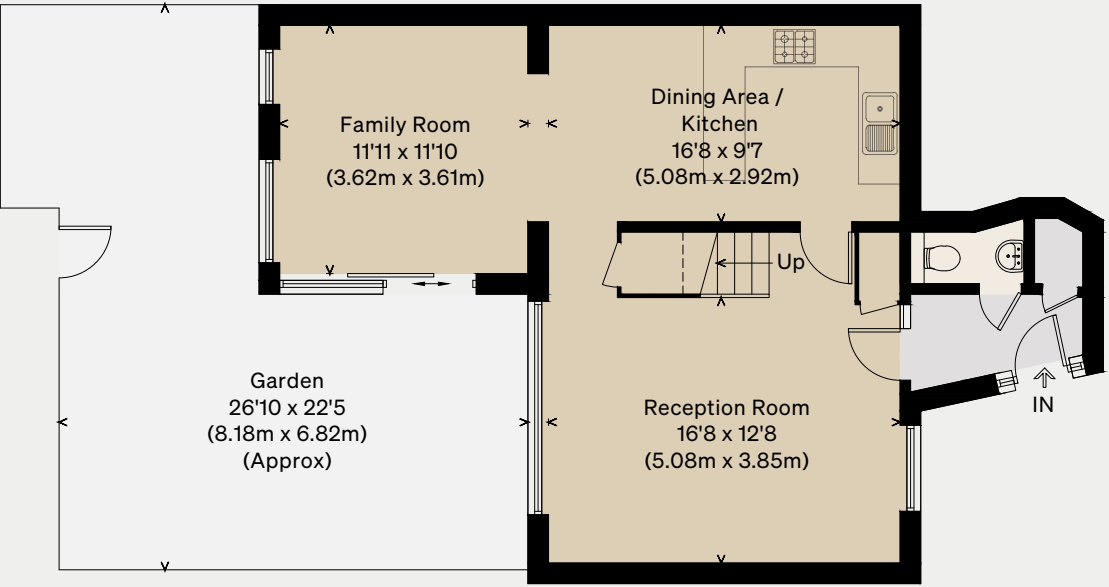 Family Room
11'11 x 11'10
(3.62m x 3.61m)
Dining Area /
Kitchen
16'8 x 9'7
(5.08m x 2.92m)
Up
Garden
26'10 x 22'5
(8.18m x 6.82m)
(Approx)
Reception Room
16'8 x 12'8
(5.08m x 3.85m)
IN